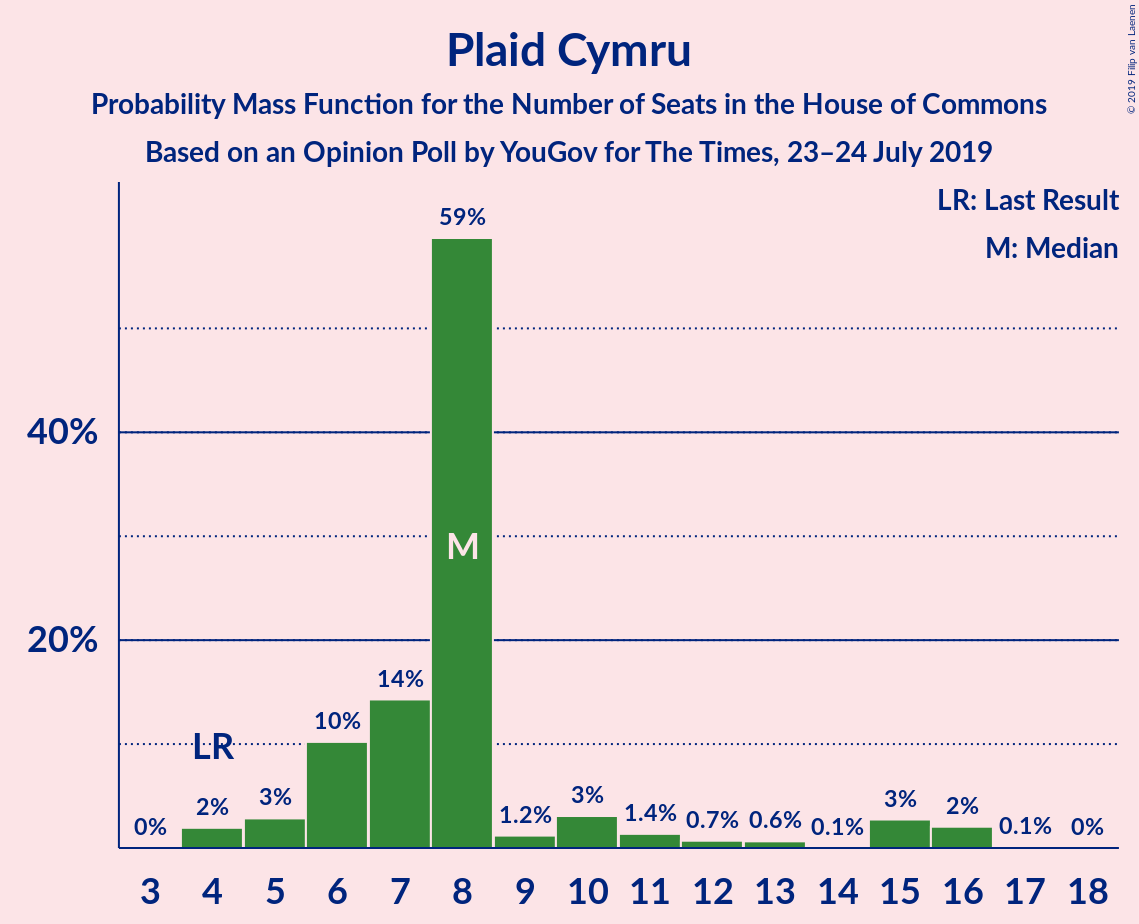 Plaid Cymru
Probability Mass Function for the Number of Seats in the House of Commons
Based on an Opinion Poll by YouGov for The Times, 23–24 July 2019
© 2019 Filip van Laenen
LR: Last Result
M: Median
59%
40%
M
20%
14%
10%
LR
3%
2%
0%
1.2%
3%
1.4%
0.7%
0.6%
0.1%
3%
2%
0.1%
0%
3 4 5 6 7 8 9 10 11 12 13 14 15 16 17 18